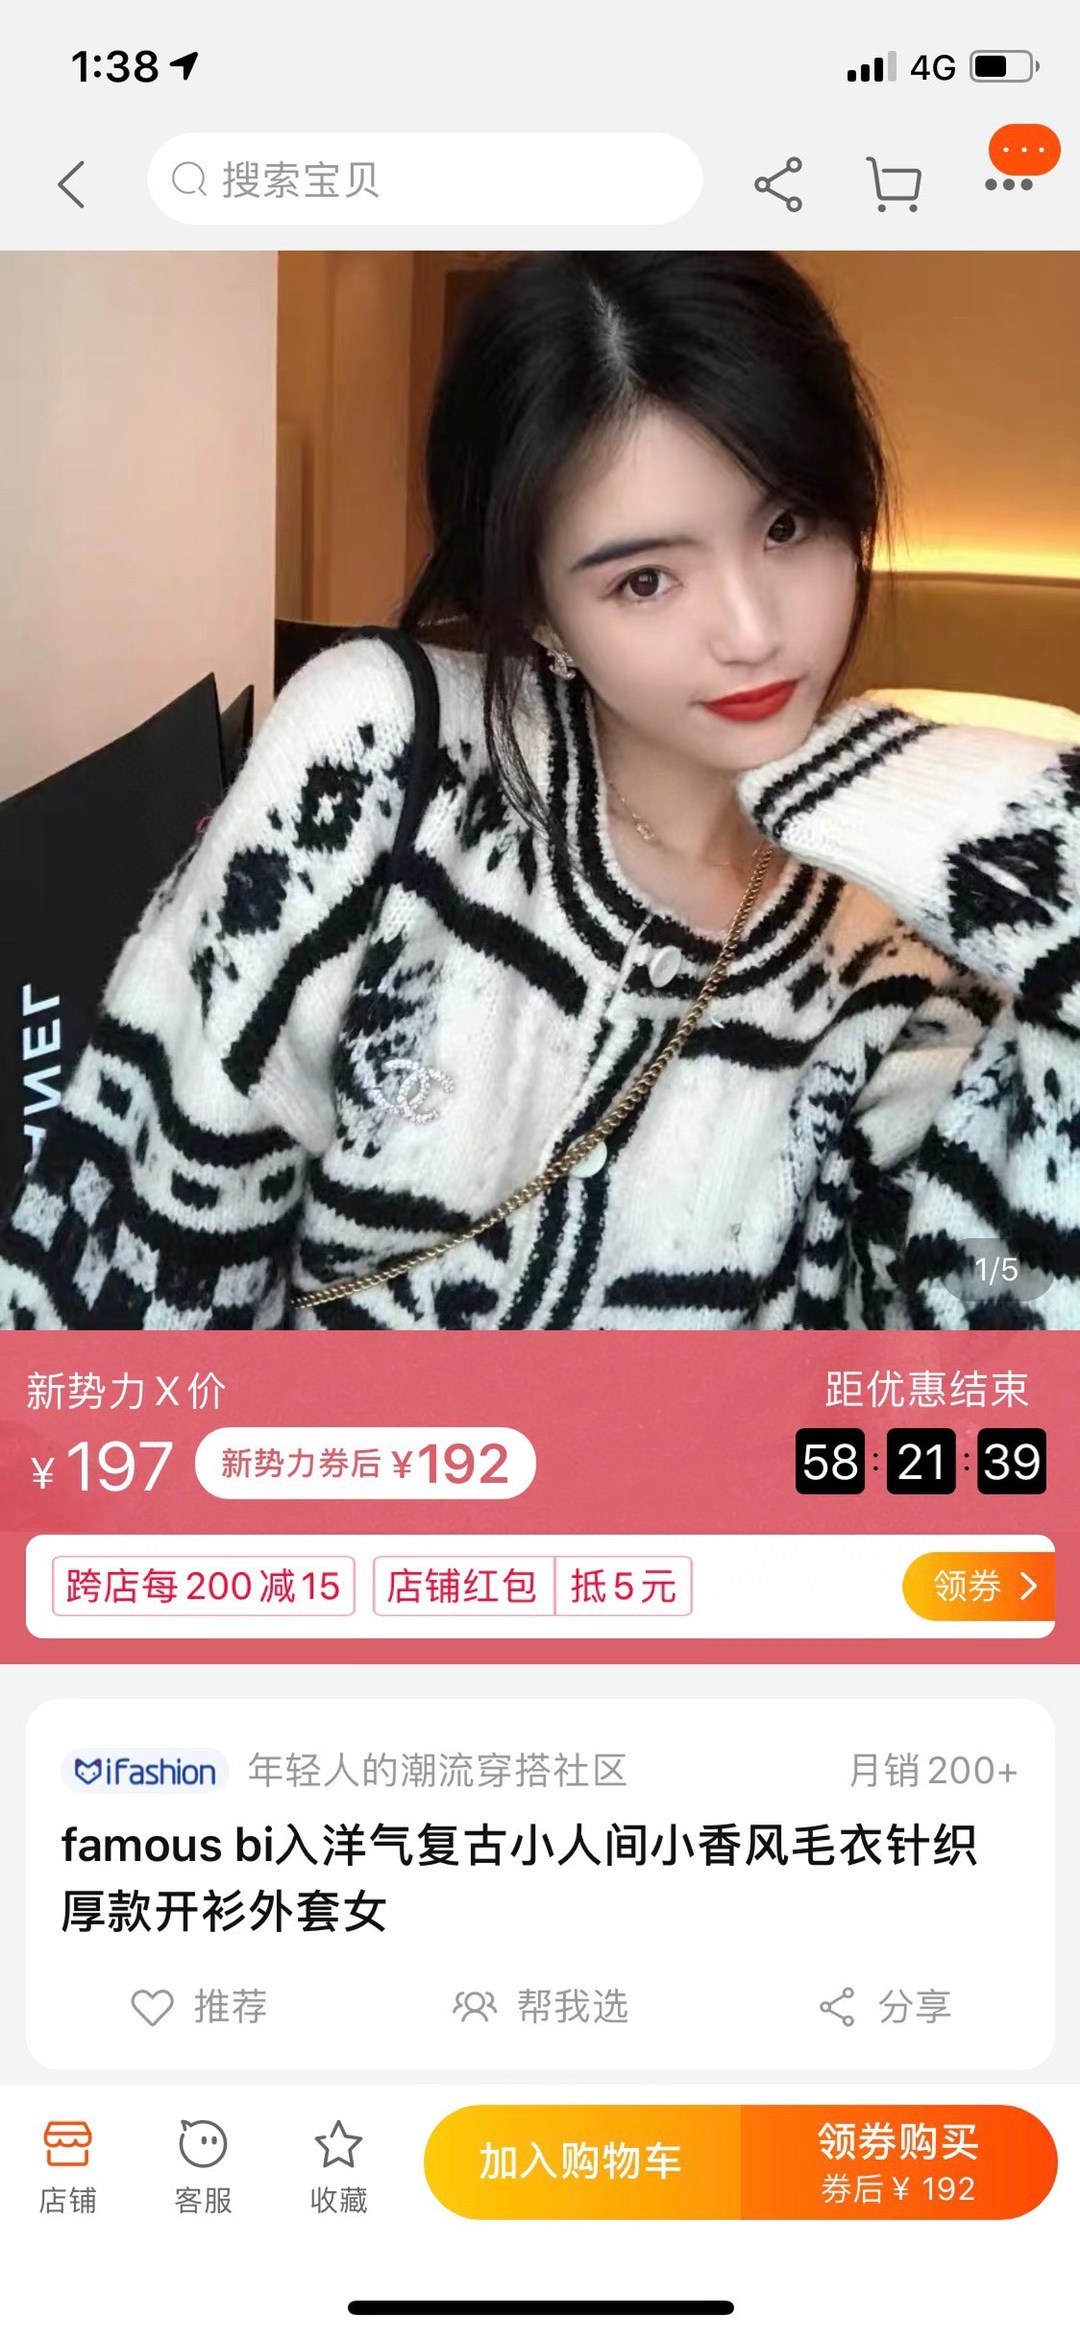 1:38
4G
搜索宝贝
ANEL
1/5
新势力X价
距优惠结束
¥197
新势力券后¥192
58:21:39
跨店每200减15
店铺红包
抵5元
领券
iFashion
年轻人的潮流穿搭社区
月销200+
famous bi入洋气复古小人间小香风毛衣针织
厚款开衫外套女
推荐
帮我选
分享
店铺
客服
收藏
加入购物车
领券购买
券后¥192